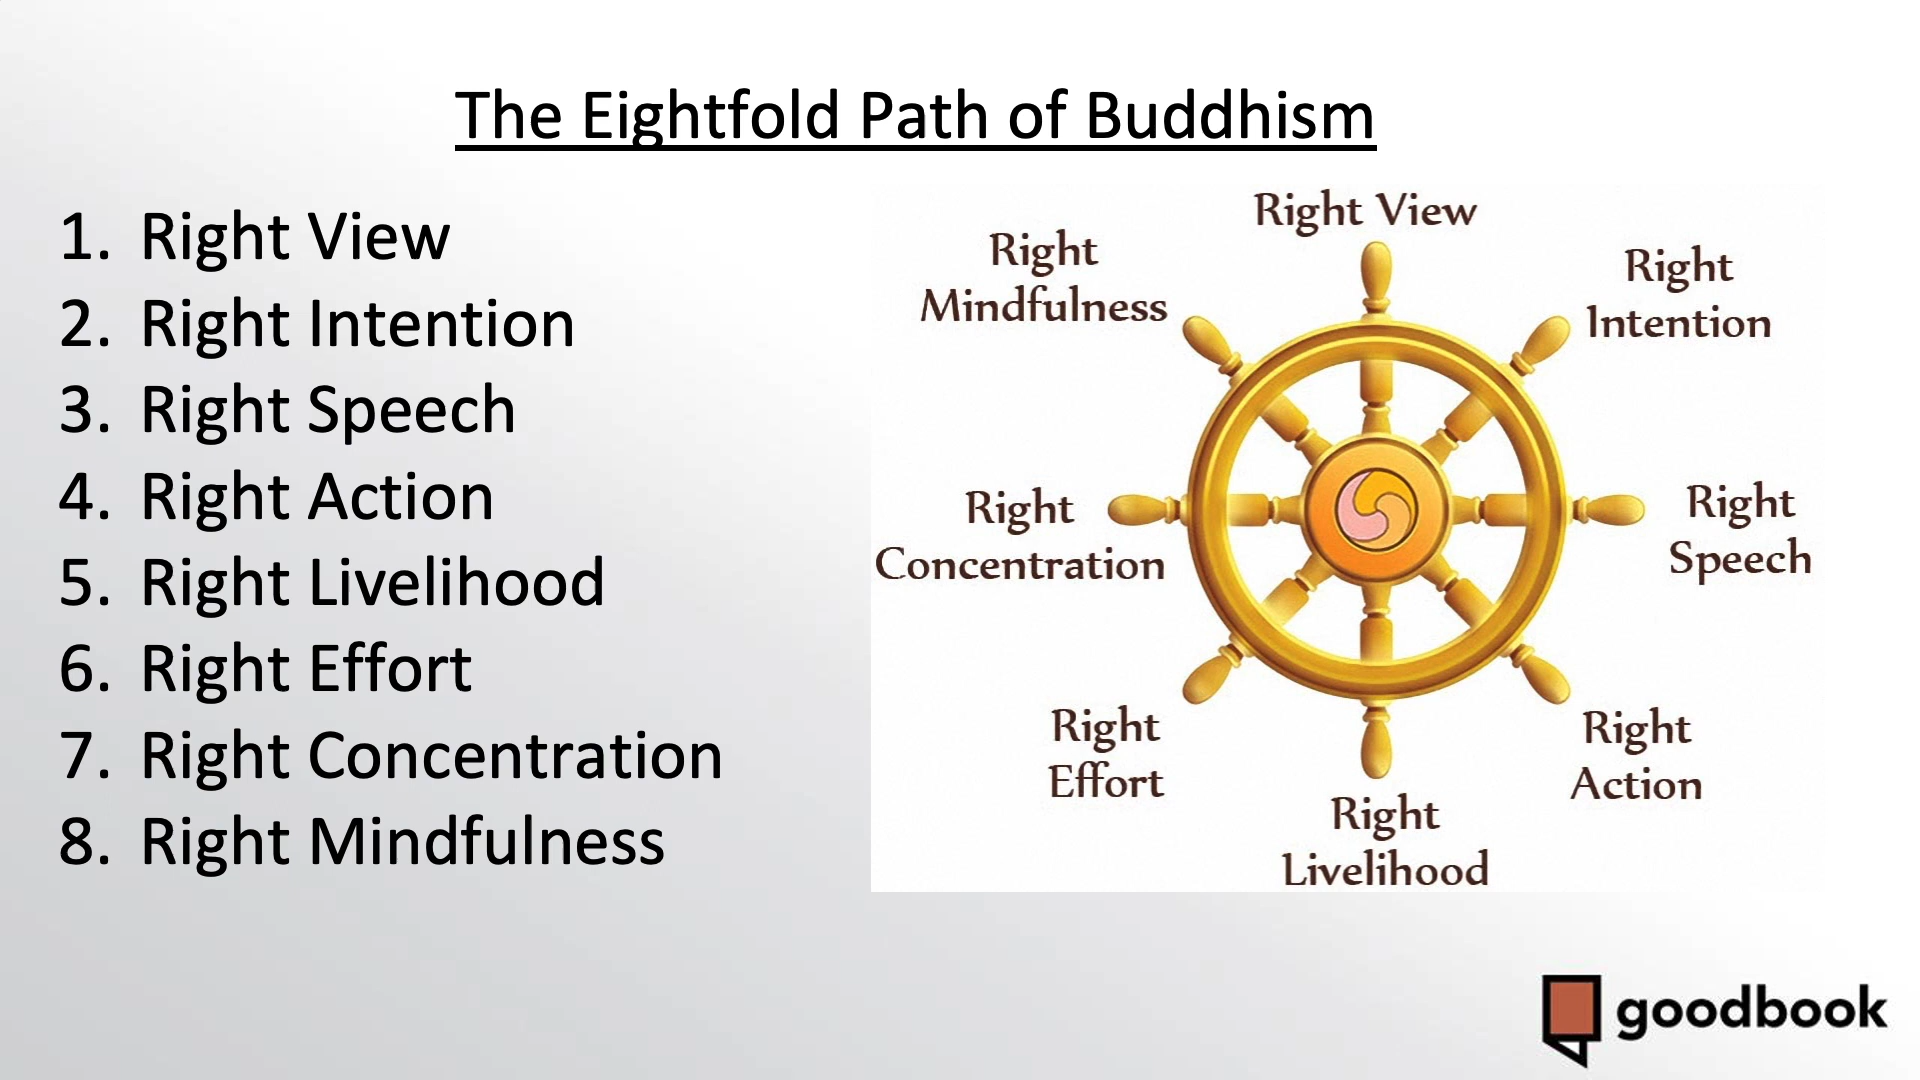 The Eightfold Path of Buddhism
1. Right View
2. Right Intention
3. Right Speech
4. Right Action
5. Right Livelihood
6. Right Effort
7. Right Concentration
8. Right Mindfulness
Right View
Right
Intention
Right
Speech
Right
Action
Right
Livelihood
Right
Effort
Right
Concentration
Right
Mindfulness
goodbook